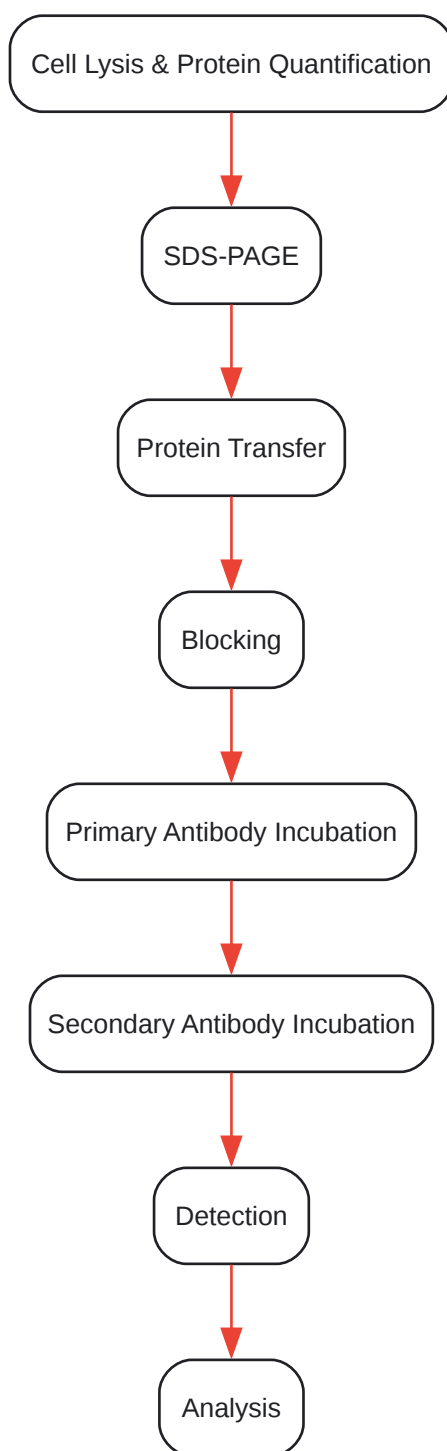 Cell Lysis & Protein Quantification
SDS-PAGE
Protein Transfer
Blocking
Primary Antibody Incubation
Secondary Antibody Incubation
Detection
Analysis